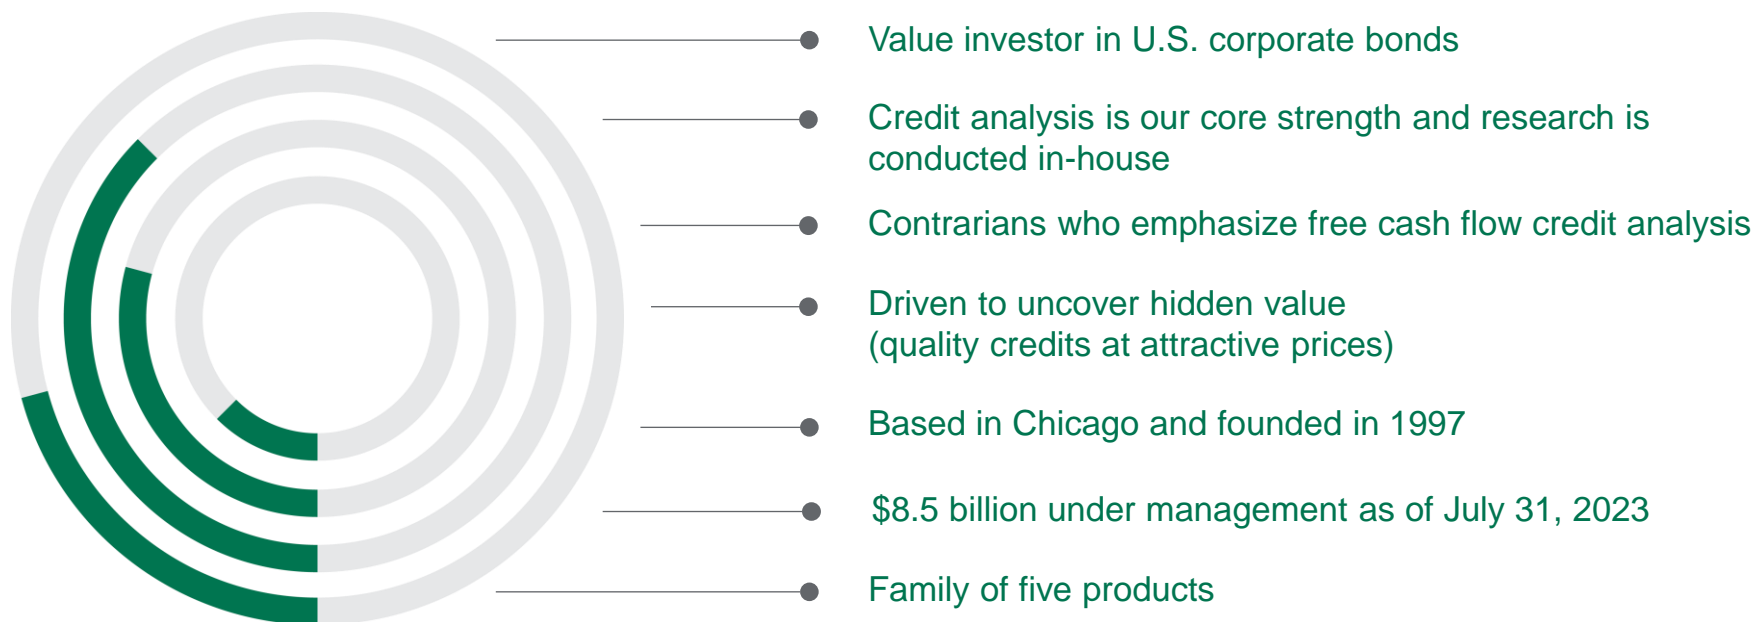 Value investor in U.S. corporate bonds
Credit analysis is our core strength and research is
conducted in-house
Contrarians who emphasize free cash flow credit analysis
Driven to uncover hidden value
(quality credits at attractive prices)
Based in Chicago and founded in 1997
$8.5 billion under management as of July 31, 2023
Family of five products